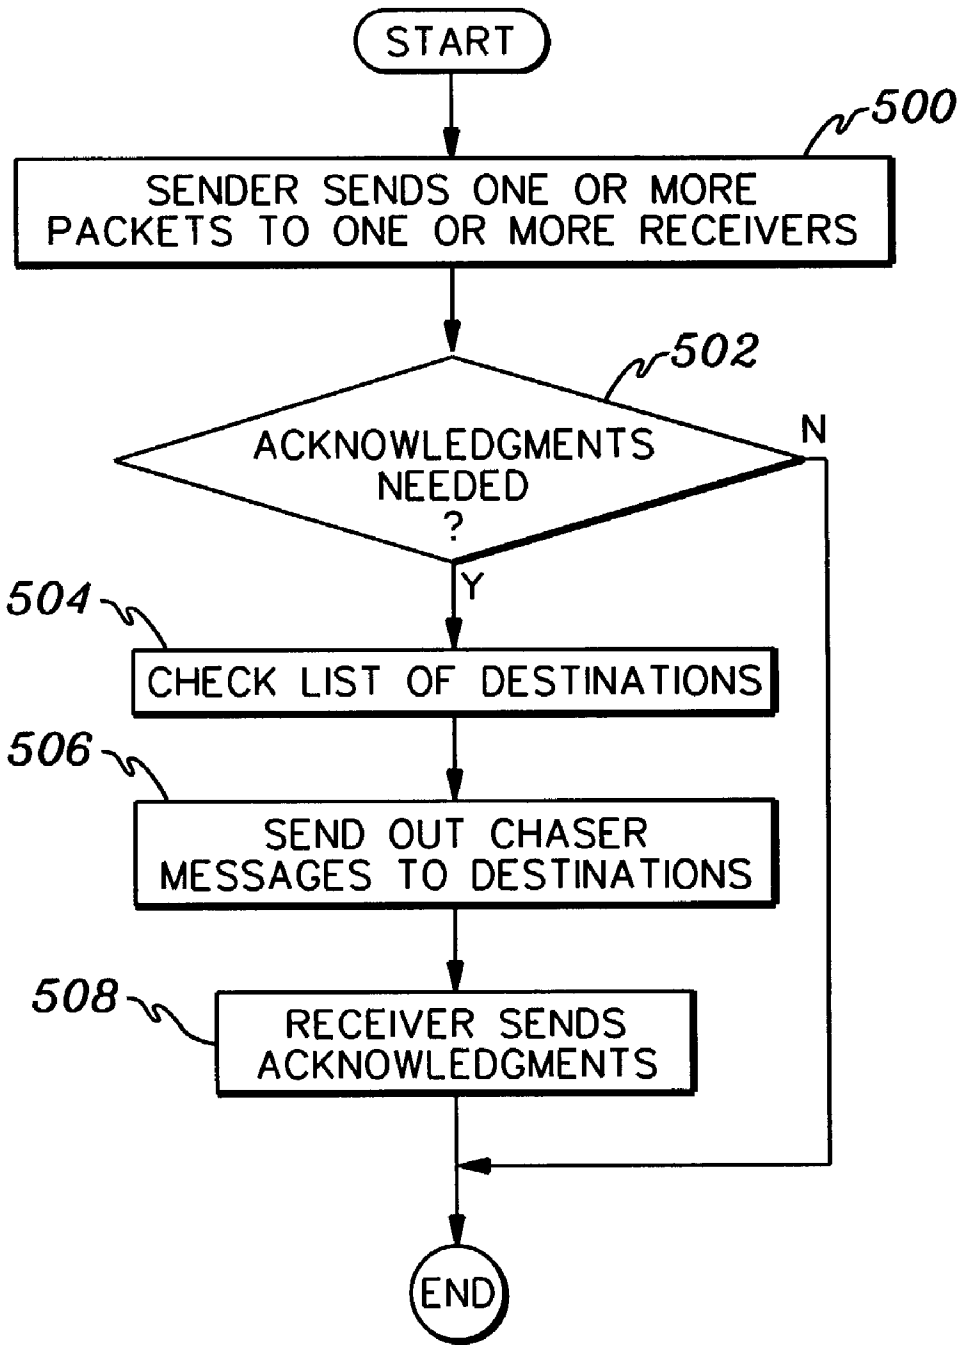 START
500
SENDER SENDS ONE OR MORE
PACKETS TO ONE OR MORE RECEIVERS
502
ACKNOWLEDGMENTS
NEEDED
?
N
Y
504
CHECK LIST OF DESTINATIONS
506
SEND OUT CHASER
MESSAGES TO DESTINATIONS
508
RECEIVER SENDS
ACKNOWLEDGMENTS
END